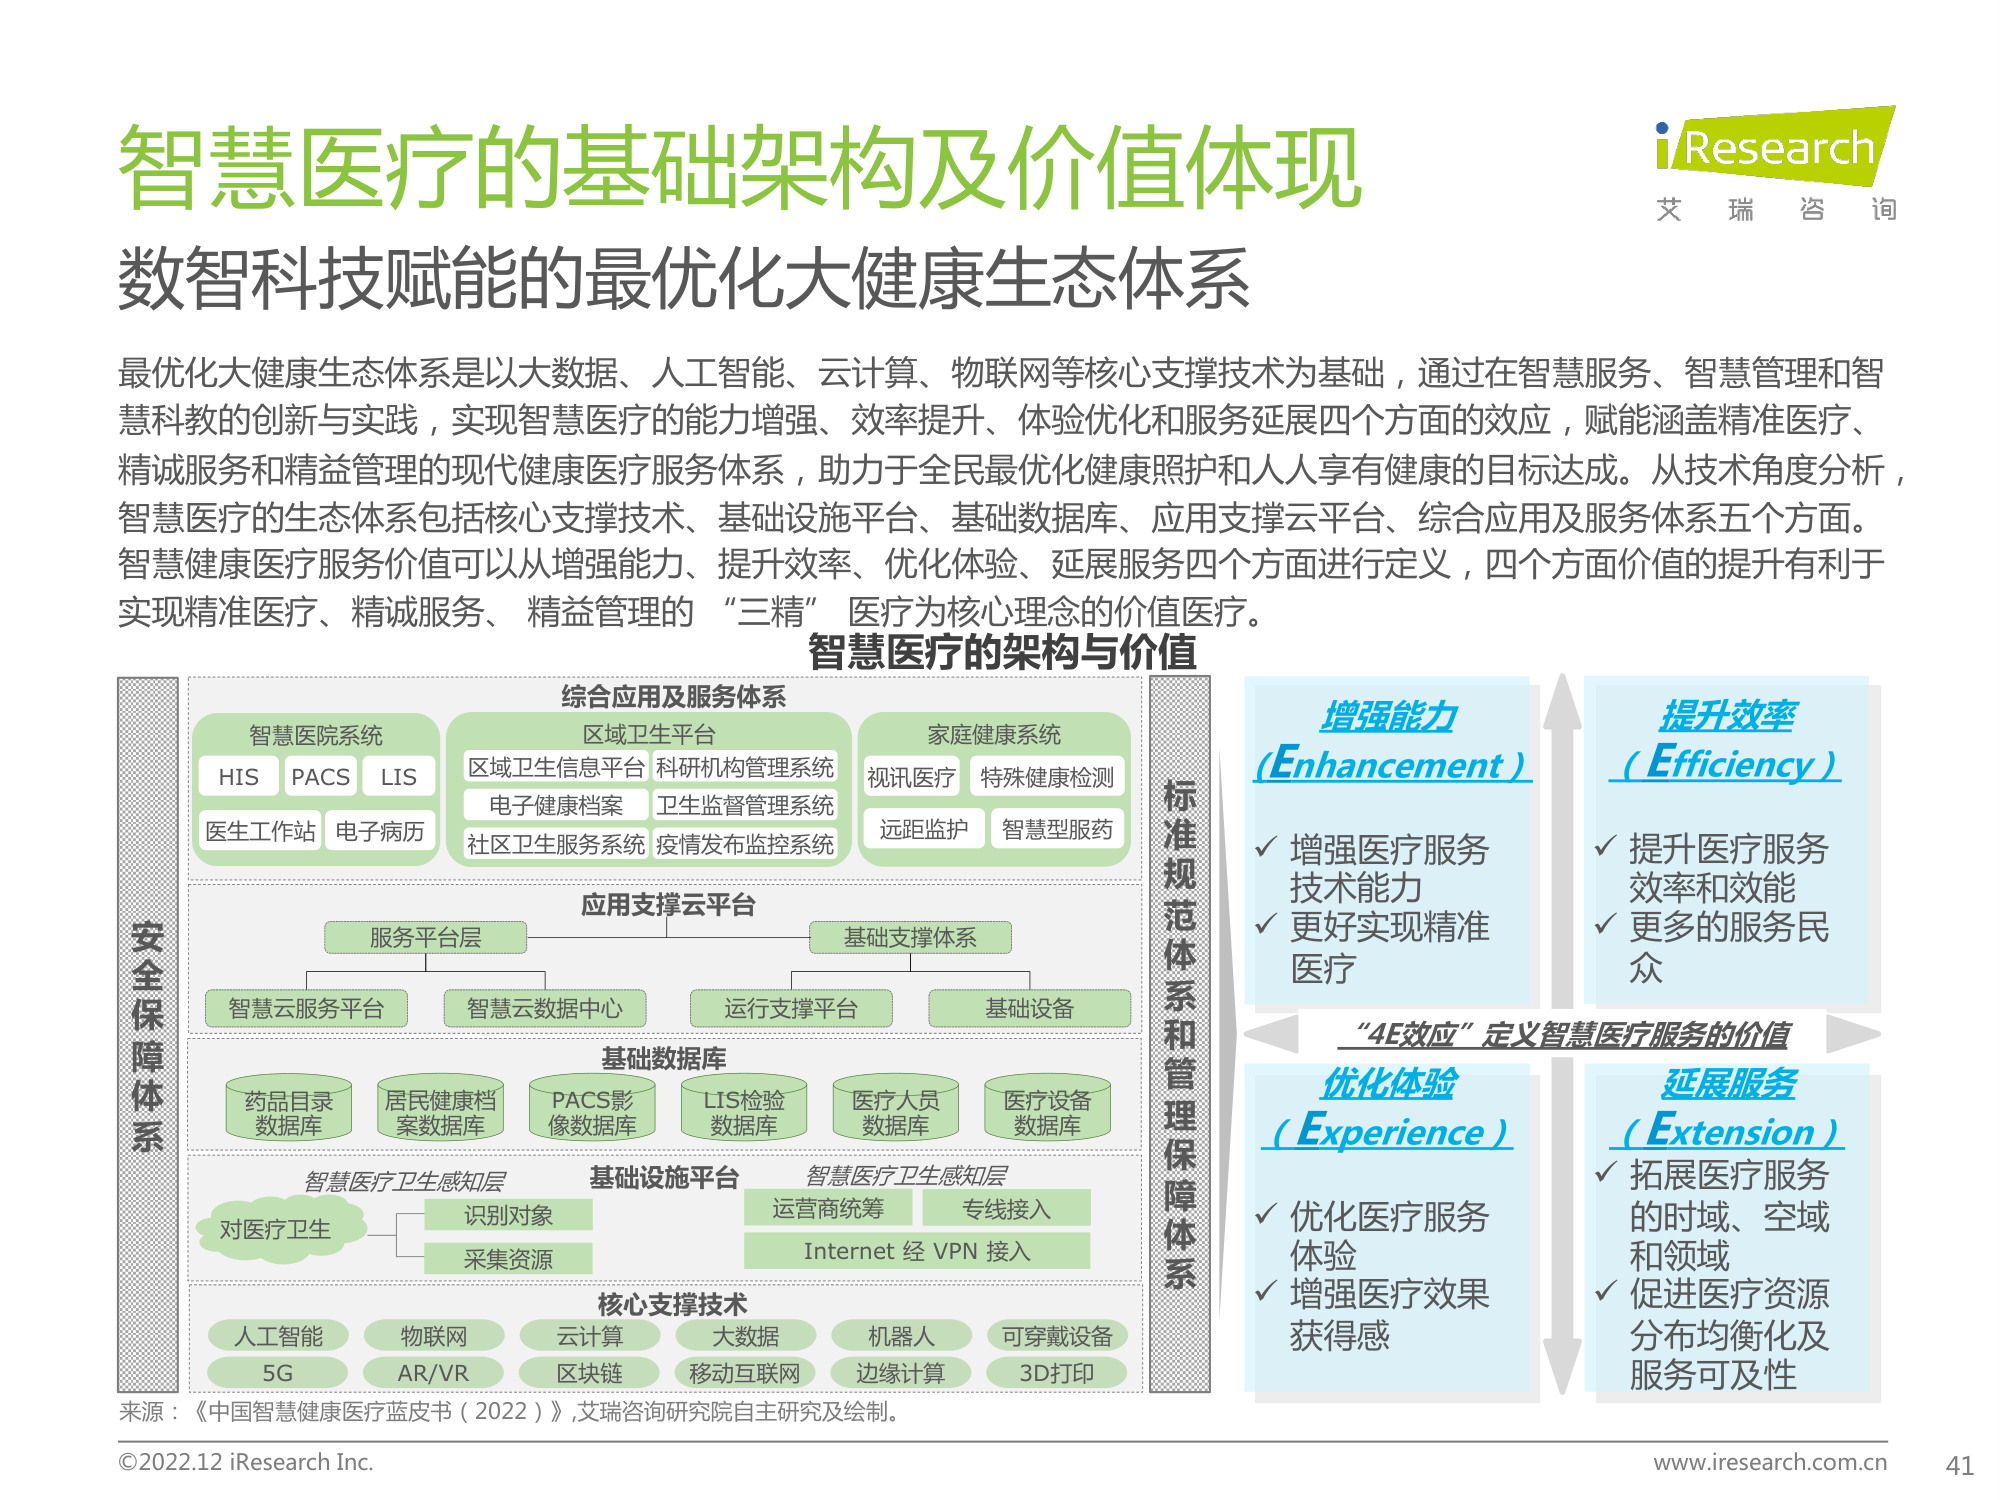 智慧医疗的基础架构及价值体现
iResearch
艾瑞咨询
数智科技赋能的最优化大健康生态体系
最优化大健康生态体系是以大数据、人工智能、云计算、物联网等核心支撑技术为基础，通过在智慧服务、智慧管理和智
慧科教的创新与实践，实现智慧医疗的能力增强、效率提升、体验优化和服务延展四个方面的效应，赋能涵盖精准医疗、
精诚服务和精益管理的现代健康医疗服务体系，助力于全民最优化健康照护和人人享有健康的目标达成。从技术角度分析，
智慧医疗的生态体系包括核心支撑技术、基础设施平台、基础数据库、应用支撑云平台、综合应用及服务体系五个方面。
智慧健康医疗服务价值可以从增强能力、提升效率、优化体验、延展服务四个方面进行定义，四个方面价值的提升有利于
实现精准医疗、精诚服务、 精益管理的 “三精” 医疗为核心理念的价值医疗。
智慧医疗的架构与价值
安全保障体系
综合应用及服务体系
智慧医院系统
HIS PACS LIS
医生工作站 电子病历
区域卫生平台
区域卫生信息平台 科研机构管理系统
电子健康档案 卫生监督管理系统
社区卫生服务系统 疫情发布监控系统
家庭健康系统
视讯医疗 特殊健康检测
远距监护 智慧型服药
应用支撑云平台
服务平台层 基础支撑体系
智慧云服务平台 智慧云数据中心 运行支撑平台 基础设备
基础数据库
药品目录
数据库
居民健康档
案数据库
PACS影
像数据库
LIS检验
数据库
医疗人员
数据库
医疗设备
数据库
基础设施平台
智慧医疗卫生感知层
对医疗卫生
识别对象
采集资源
智慧医疗卫生感知层
运营商统筹 专线接入
Internet 经 VPN 接入
核心支撑技术
人工智能 物联网 云计算 大数据 机器人 可穿戴设备
5G AR/VR 区块链 移动互联网 边缘计算 3D打印
标准规范体系和管理保障体系
增强能力
（Enhancement）
✓ 增强医疗服务
技术能力
✓ 更好实现精准
医疗
提升效率
（Efficiency）
✓ 提升医疗服务
效率和效能
✓ 更多的服务民
众
“4E效应”定义智慧医疗服务的价值
优化体验
（Experience）
✓ 优化医疗服务
体验
✓ 增强医疗效果
获得感
延展服务
（Extension）
✓ 拓展医疗服务
的时域、空域
和领域
✓ 促进医疗资源
分布均衡化及
服务可及性
来源：《中国智慧健康医疗蓝皮书（2022）》,艾瑞咨询研究院自主研究及绘制。
©2022.12 iResearch Inc.
www.iresearch.com.cn
41